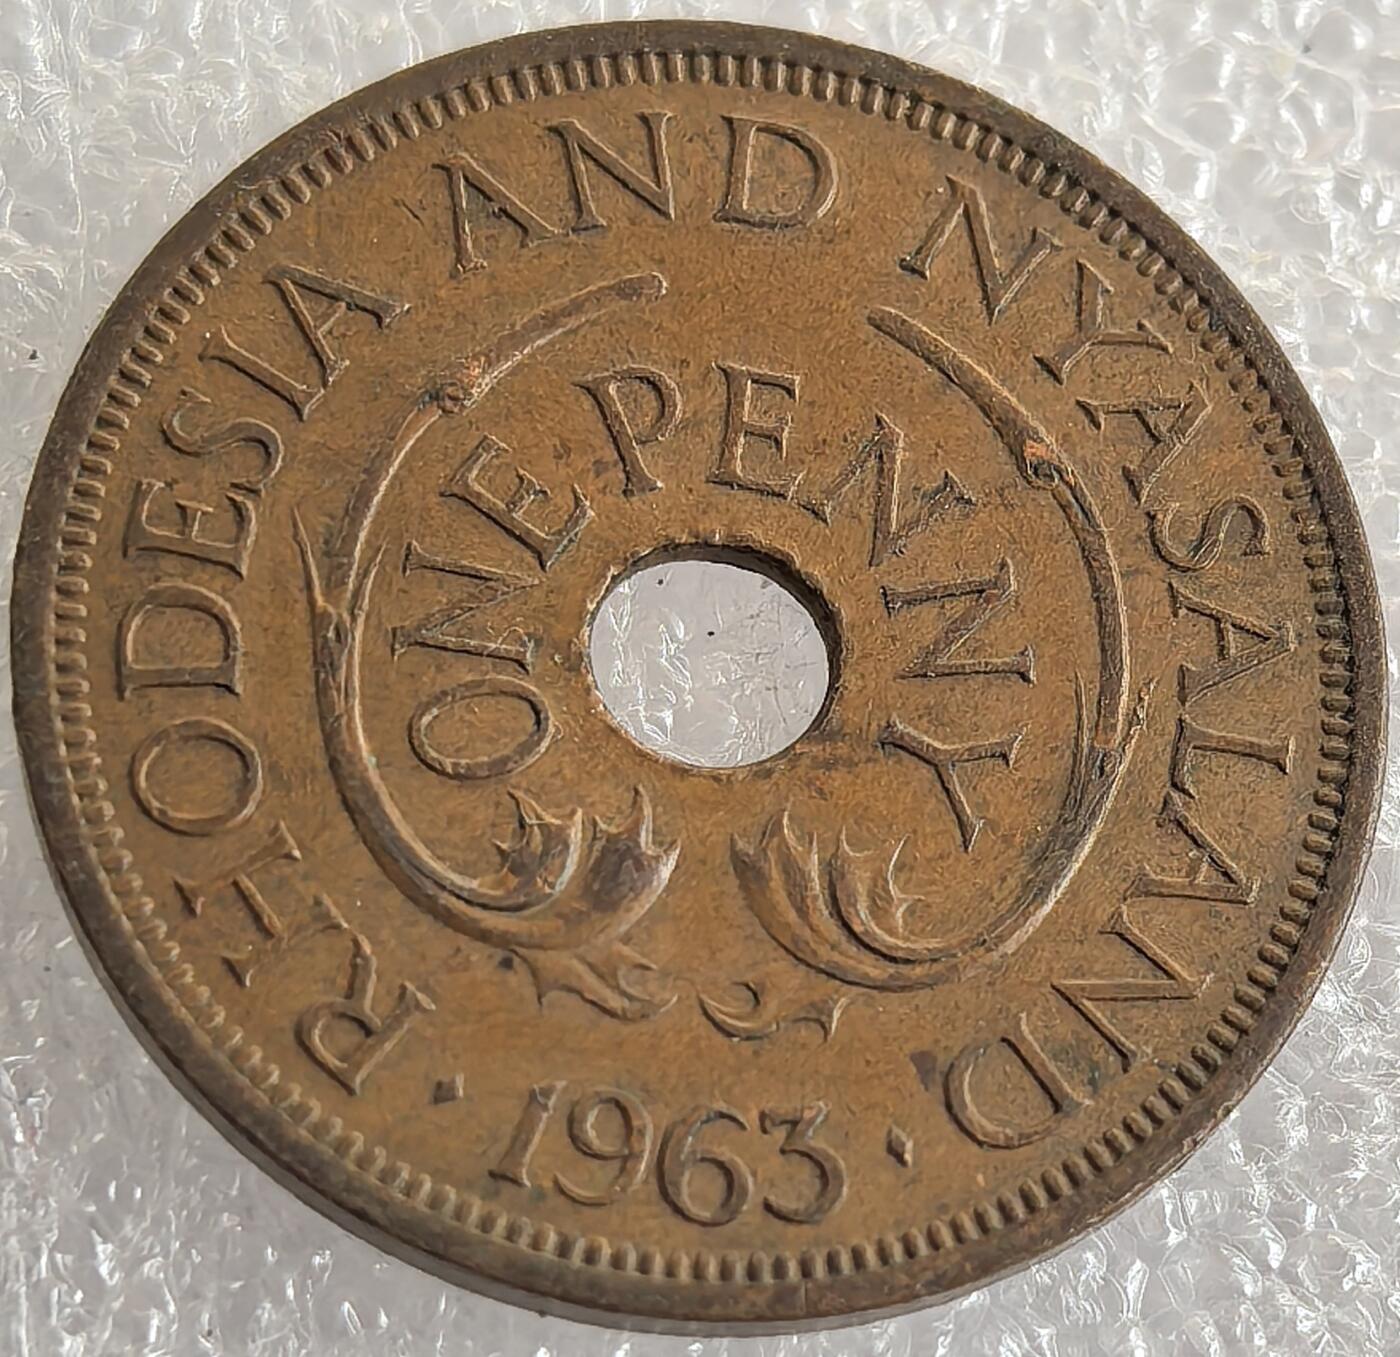 RHODESIA AND NYASALAND
ONE PENNY
· 1963 ·